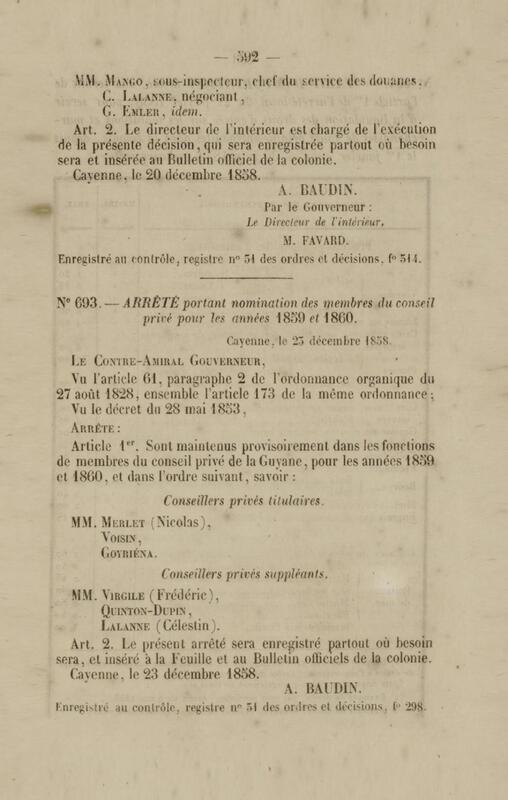 — 592 —
MM. Mango, sous-inspecteur, chef du service des douanes.
C. Lalanne, négociant,
G. Emler, idem.
Art. 2. Le directeur de l'intérieur est chargé de l'exécution
de la présente décision, qui sera enregistrée partout où besoin
sera et insérée au Bulletin officiel de la colonie.
Cayenne, le 20 décembre 1858.
A. BAUDIN.
Par le Gouverneur :
Le Directeur de l'intérieur,
M. FAVARD.
Enregistré au contrôle, registre n° 51 des ordres et décisions, f° 514.
N° 693. — ARRÊTÉ portant nomination des membres du conseil
privé pour les années 1859 et 1860.
Cayenne, le 23 décembre 1858.
Le Contre-Amiral Gouverneur,
Vu l'article 61, paragraphe 2 de l'ordonnance organique du
27 août 1828, ensemble l'article 173 de la même ordonnance;
Vu le décret du 28 mai 1853,
Arrête :
Article 1er. Sont maintenus provisoirement dans les fonctions
de membres du conseil privé de la Guyane, pour les années 1859
et 1860, et dans l'ordre suivant, savoir :
Conseillers privés titulaires.
MM. Merlet (Nicolas),
Voisin,
Goyriéna.
Conseillers privés suppléants.
MM. Virgile (Frédéric),
Quinton-Dupin,
Lalanne (Célestin).
Art. 2. Le présent arrêté sera enregistré partout où besoin
sera, et inséré à la Feuille et au Bulletin officiels de la colonie.
Cayenne, le 23 décembre 1858.
A. BAUDIN.
Enregistré au contrôle, registre n° 51 des ordres et décisions, f° 298.